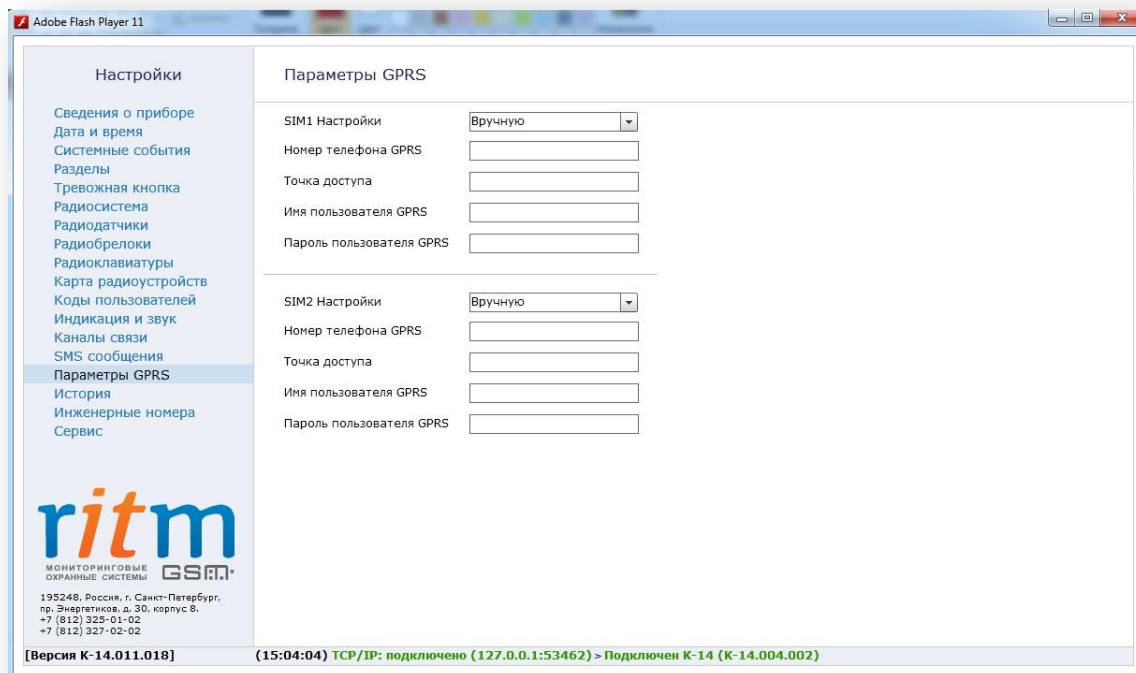 Adobe Flash Player 11
Настройки
Сведения о приборе
Дата и время
Системные события
Разделы
Тревожная кнопка
Радиосистема
Радиодатчики
Радиобрелоки
Радиоклавиатуры
Карта радиоустройств
Коды пользователей
Индикация и звук
Каналы связи
SMS сообщения
Параметры GPRS
История
Инженерные номера
Сервис
ritm
МОНИТОРИНГОВЫЕ
ОХРАННЫЕ СИСТЕМЫ
GSM
195248, Россия, г. Санкт-Петербург,
пр. Энергетиков, д. 30, корпус 8.
+7 (812) 325-01-02
+7 (812) 327-02-02
Параметры GPRS
SIM1 Настройки Вручную
Номер телефона GPRS
Точка доступа
Имя пользователя GPRS
Пароль пользователя GPRS
SIM2 Настройки Вручную
Номер телефона GPRS
Точка доступа
Имя пользователя GPRS
Пароль пользователя GPRS
[Версия К-14.011.018] (15:04:04) TCP/IP: подключено (127.0.0.1:53462) > Подключен К-14 (К-14.004.002)